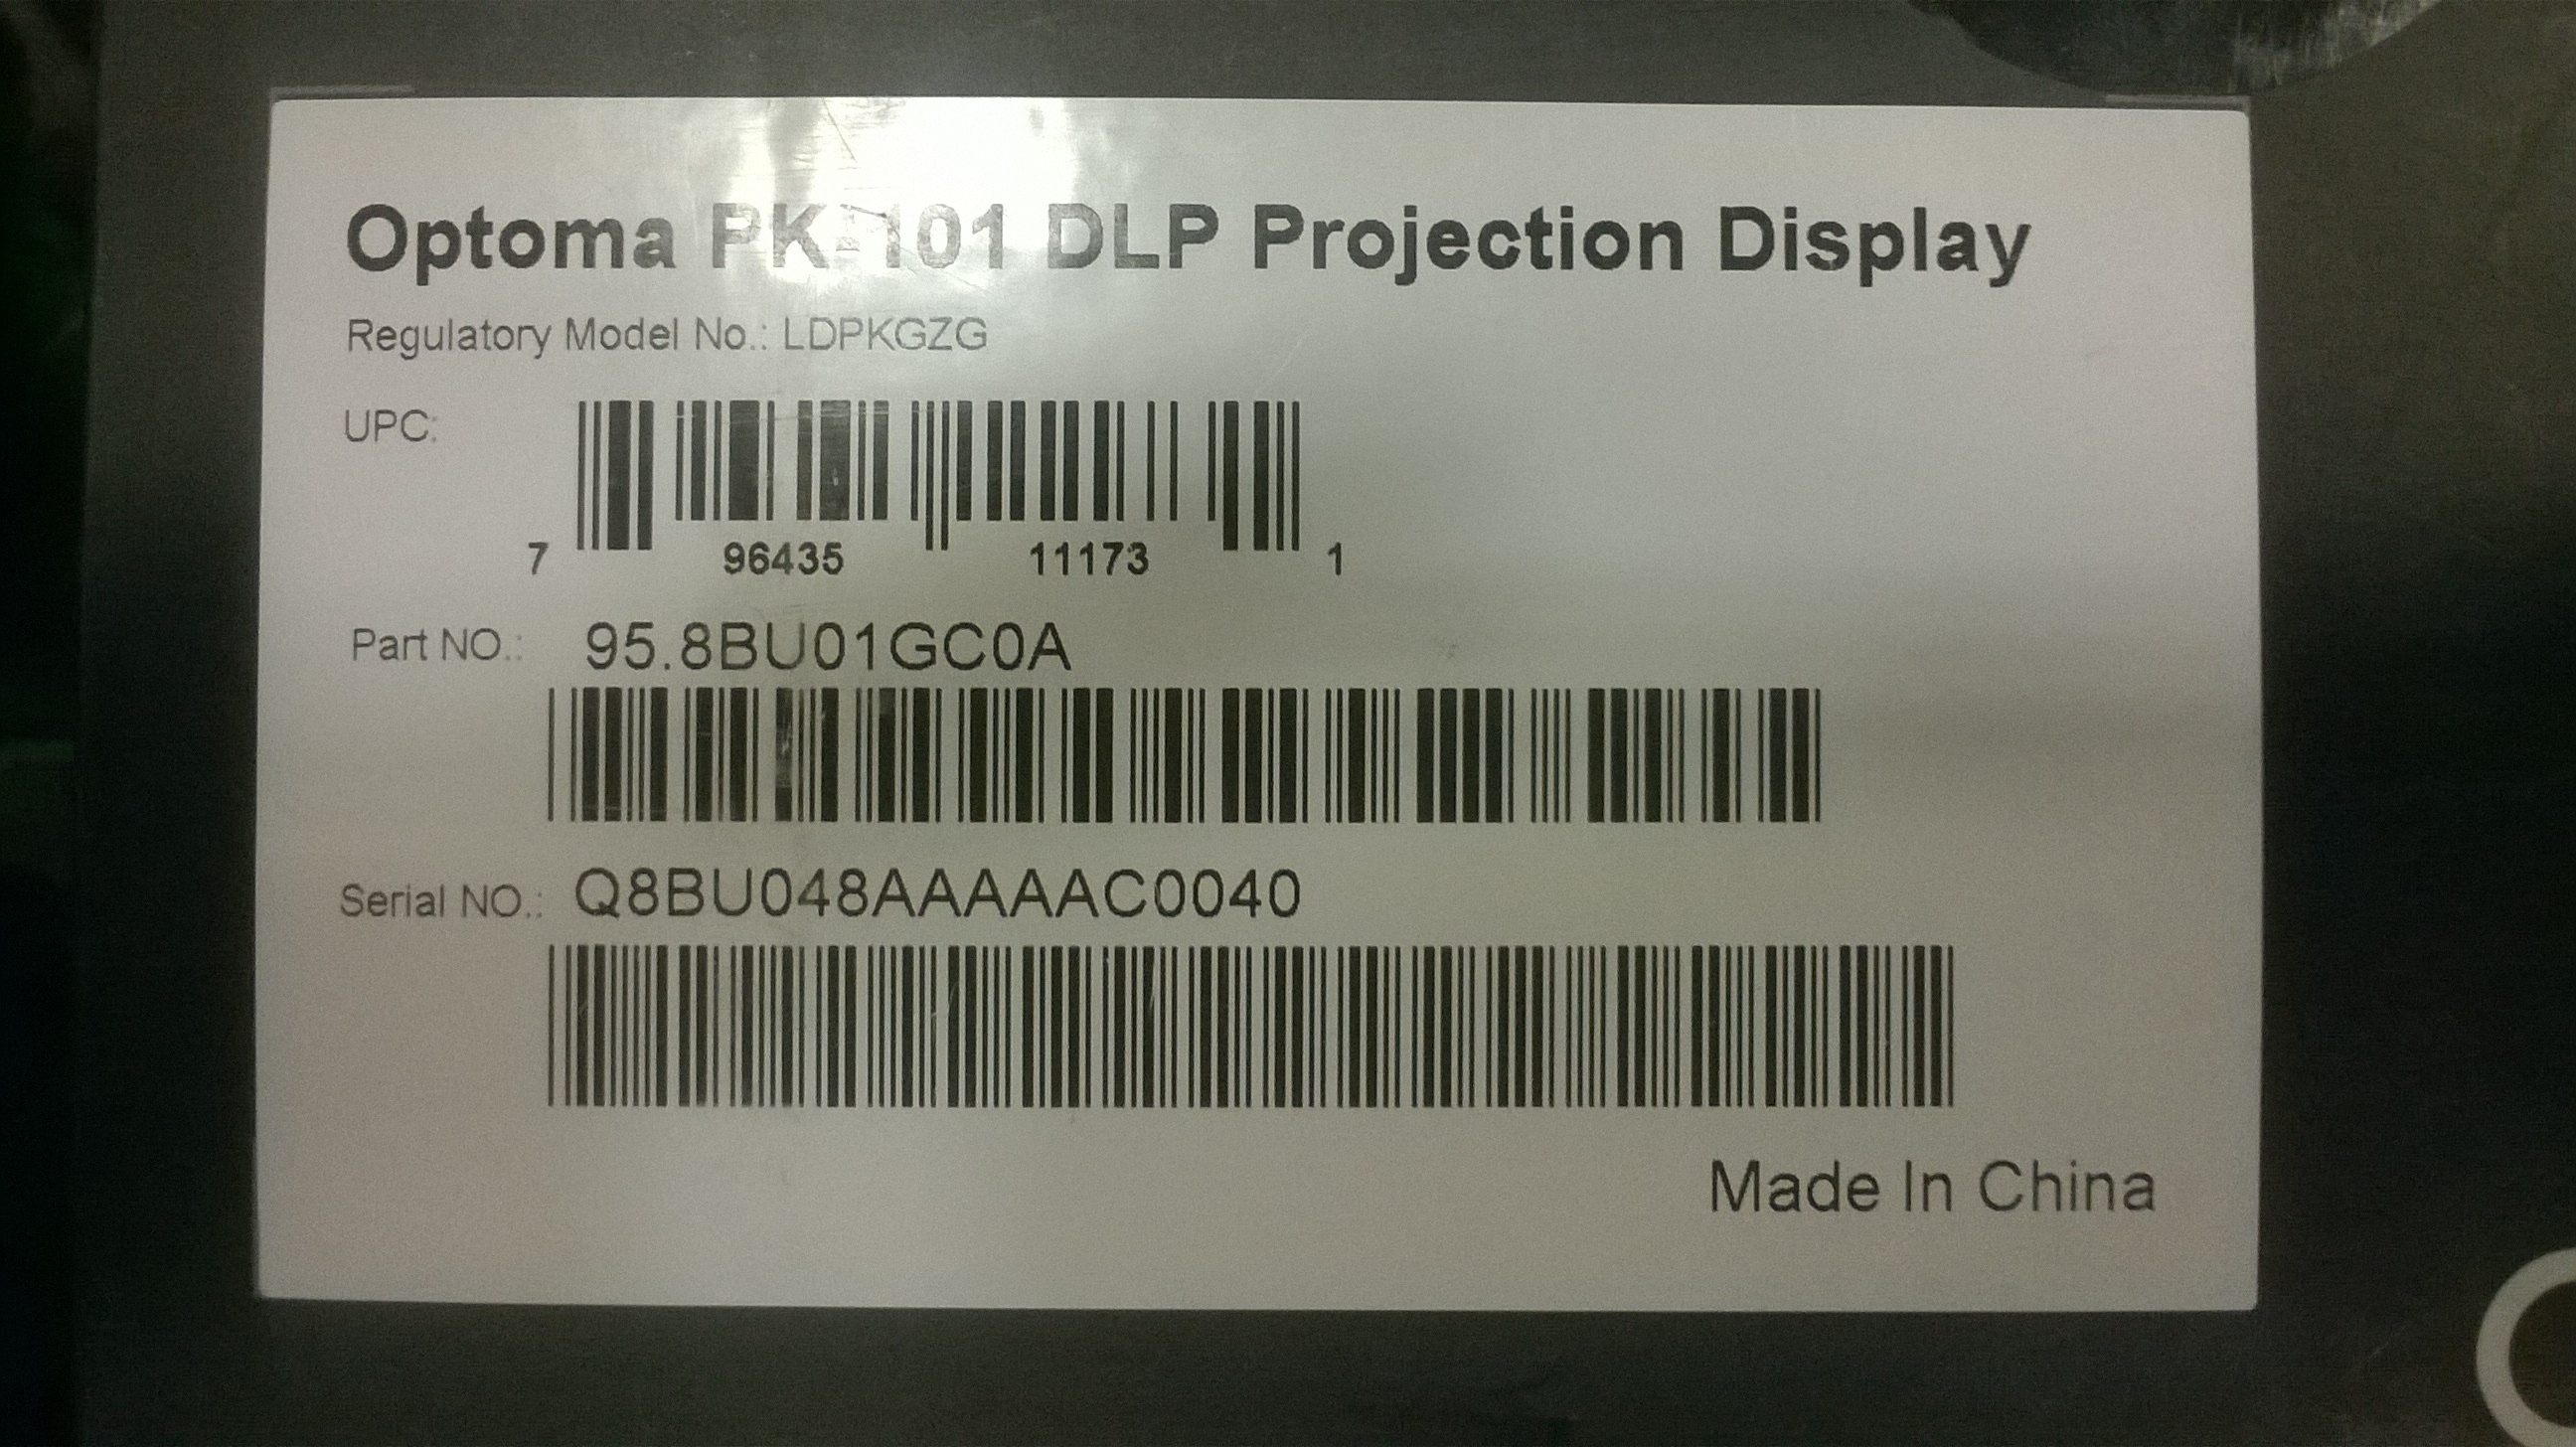 Optoma PK-101 DLP Projection Display
Regulatory Model No.: LDPKGZG
UPC:
7 96435 11173 1
Part NO.: 95.8BU01GC0A
Serial NO.: Q8BU048AAAAAC0040
Made In China